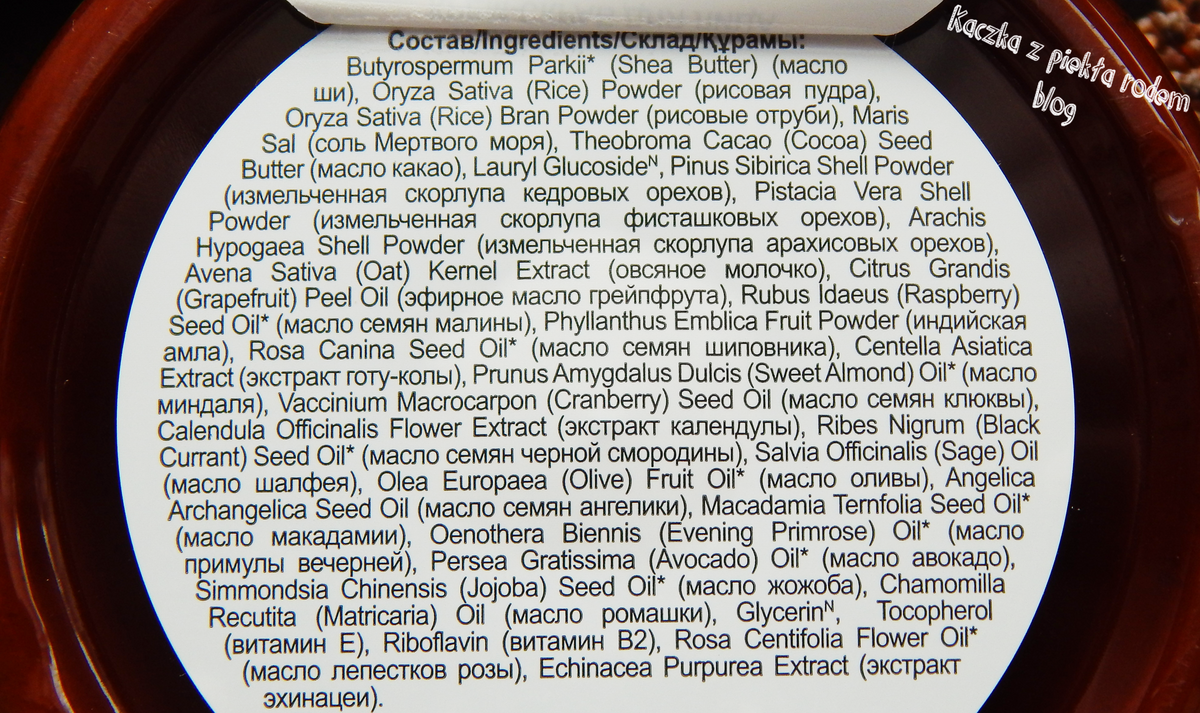 Состав/Ingredients/Склад/Құрамы:
Butyrospermum Parkii* (Shea Butter) (масло
ши), Oryza Sativa (Rice) Powder (рисовая пудра),
Oryza Sativa (Rice) Bran Powder (рисовые отруби), Maris
Sal (соль Мертвого моря), Theobroma Cacao (Cocoa) Seed
Butter (масло какао), Lauryl Glucosideᴺ, Pinus Sibirica Shell Powder
(измельченная скорлупа кедровых орехов), Pistacia Vera Shell
Powder (измельченная скорлупа фисташковых орехов), Arachis
Hypogaea Shell Powder (измельченная скорлупа арахисовых орехов),
Avena Sativa (Oat) Kernel Extract (овсяное молочко), Citrus Grandis
(Grapefruit) Peel Oil (эфирное масло грейпфрута), Rubus Idaeus (Raspberry)
Seed Oil* (масло семян малины), Phyllanthus Emblica Fruit Powder (индийская
амла), Rosa Canina Seed Oil* (масло семян шиповника), Centella Asiatica
Extract (экстракт готу-колы), Prunus Amygdalus Dulcis (Sweet Almond) Oil* (масло
миндаля), Vaccinium Macrocarpon (Cranberry) Seed Oil (масло семян клюквы),
Calendula Officinalis Flower Extract (экстракт календулы), Ribes Nigrum (Black
Currant) Seed Oil* (масло семян черной смородины), Salvia Officinalis (Sage) Oil
(масло шалфея), Olea Europaea (Olive) Fruit Oil* (масло оливы), Angelica
Archangelica Seed Oil (масло семян ангелики), Macadamia Ternfolia Seed Oil*
(масло макадамии), Oenothera Biennis (Evening Primrose) Oil* (масло
примулы вечерней), Persea Gratissima (Avocado) Oil* (масло авокадо),
Simmondsia Chinensis (Jojoba) Seed Oil* (масло жожоба), Chamomilla
Recutita (Matricaria) Oil (масло ромашки), Glycerinᴺ, Tocopherol
(витамин Е), Riboflavin (витамин В2), Rosa Centifolia Flower Oil*
(масло лепестков розы), Echinacea Purpurea Extract (экстракт
эхинацеи).
Kaczka z piekła rodem
blog